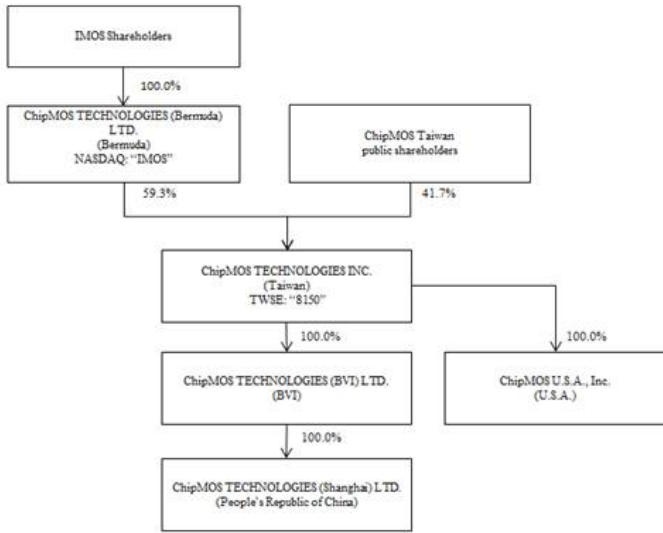 IMOS Shareholders
100.0%
ChipMOS TECHNOLOGIES (Bermuda)
LTD.
(Bermuda)
NASDAQ: “IMOS”
ChipMOS Taiwan
public shareholders
59.3%
41.7%
ChipMOS TECHNOLOGIES INC.
(Taiwan)
TWSE: “8150”
100.0%
100.0%
ChipMOS TECHNOLOGIES (BVI) LTD.
(BVI)
ChipMOS U.S.A., Inc.
(U.S.A.)
100.0%
ChipMOS TECHNOLOGIES (Shanghai) LTD.
(People’s Republic of China)